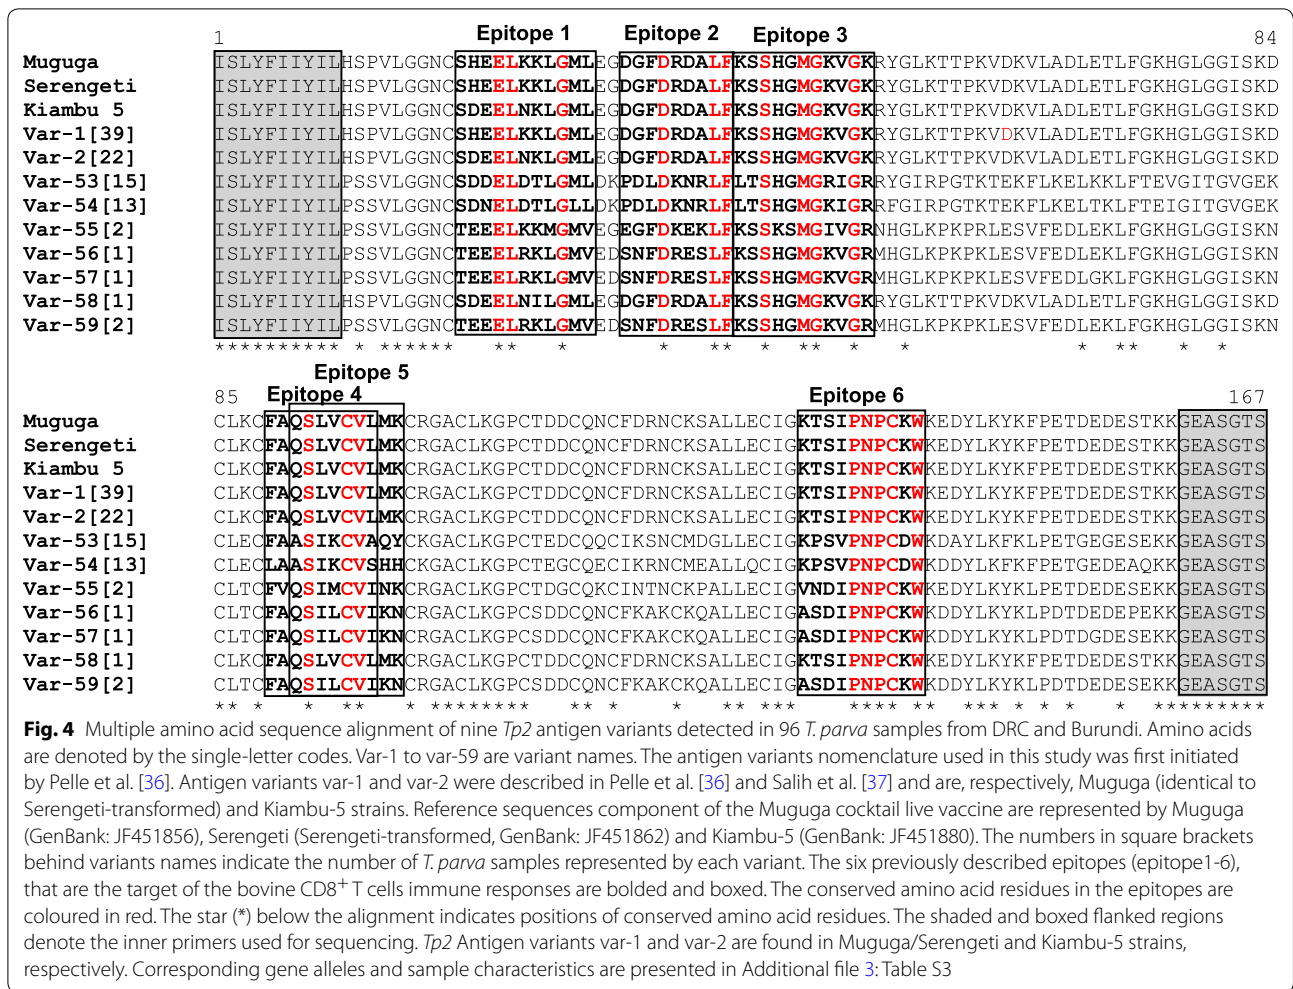 Epitope 1 Epitope 2 Epitope 3
1 84
Muguga ISLYFIIYILHSPVLGGNCSHEELKKLGMLEGDGFDRDALFKSSHGMGKVGKRYGLKTTPKVDKVLADLETLFGKHGLGGISKD
Serengeti ISLYFIIYILHSPVLGGNCSHEELKKLGMLEGDGFDRDALFKSSHGMGKVGKRYGLKTTPKVDKVLADLETLFGKHGLGGISKD
Kiambu 5 ISLYFIIYILHSPVLGGNCSDEELNKLGMLEGDGFDRDALFKSSHGMGKVGKRYGLKTTPKVDKVLADLETLFGKHGLGGISKD
Var-1[39] ISLYFIIYILHSPVLGGNCSHEELKKLGMLEGDGFDRDALFKSSHGMGKVGKRYGLKTTPKVDKVLADLETLFGKHGLGGISKD
Var-2[22] ISLYFIIYILHSPVLGGNCSDEELNKLGMLEGDGFDRDALFKSSHGMGKVGKRYGLKTTPKVDKVLADLETLFGKHGLGGISKD
Var-53[15] ISLYFIIYILPSSVLGGNCSDDELDTLGMLDKPDLDKNRLFLTSHGMGRIGRRYGIRPGTKTEKFLKELKKLFTEVGITGVGEK
Var-54[13] ISLYFIIYILPSSVLGGNCSDNELDTLGLLDKPDLDKNRLFLTSHGMGKIGRRFGIRPGTKTEKFLKELTKLFTEIGITGVGEK
Var-55[2] ISLYFIIYILPSSVLGGNCTEEELKKMGMVEGEGFDKEKLFKSSKSMGIVGRNHGLKPKPRLESVFEDLEKLFGKHGLGGISKN
Var-56[1] ISLYFIIYILHSPVLGGNCTEEELRKLGMVEDSNFDRESLFKSSHGMGKVGRMHGLKPKPKLESVFEDLEKLFGKHGLGGISKN
Var-57[1] ISLYFIIYILHSPVLGGNCTEEELRKLGMVEDSNFDRESLFKSSHGMGKVGRMHGLKPKPKLESVFEDLGKLFGKHGLGGISKN
Var-58[1] ISLYFIIYILHSPVLGGNCSDEELNILGMLEGDGFDRDALFKSSHGMGKVGKRYGLKTTPKVDKVLADLETLFGKHGLGGISKD
Var-59[2] ISLYFIIYILPSSVLGGNCTEEELRKLGMVEDSNFDRESLFKSSHGMGKVGRMHGLKPKPKLESVFEDLEKLFGKHGLGGISKN
********** * ****** ** * * ** * ** * * * ** * *
Epitope 5
Epitope 4 Epitope 6
85 167
Muguga CLKCFAQSLVCVLMKCRGACLKGPCTDDCQNCFDRNCKSALLECIGKTSIPNPCKWKEDYLKYKFPETDEDESTKKGEASGTS
Serengeti CLKCFAQSLVCVLMKCRGACLKGPCTDDCQNCFDRNCKSALLECIGKTSIPNPCKWKEDYLKYKFPETDEDESTKKGEASGTS
Kiambu 5 CLKCFAQSLVCVLMKCRGACLKGPCTDDCQNCFDRNCKSALLECIGKTSIPNPCKWKEDYLKYKFPETDEDESTKKGEASGTS
Var-1[39] CLKCFAQSLVCVLMKCRGACLKGPCTDDCQNCFDRNCKSALLECIGKTSIPNPCKWKEDYLKYKFPETDEDESTKKGEASGTS
Var-2[22] CLKCFAQSLVCVLMKCRGACLKGPCTDDCQNCFDRNCKSALLECIGKTSIPNPCKWKEDYLKYKFPETDEDESTKKGEASGTS
Var-53[15] CLECFAASIKCVAQYCRGACLKGPCTEDCQQCIKSNCMDGLLECIGKPSVPNPCDWKDAYLKFKLPETGEGESEKKGEASGTS
Var-54[13] CLECLAASIKCVSHHCKGACLKGPCTEGCQECIKRNCMEALLQCIGKPSVPNPCDWKDDYLKFKFPETGEDEAQKKGEASGTS
Var-55[2] CLTCFVQSIMCVINKCRGACLKGPCTDGCQKCINTNCKPALLECIGVNDIPNPCKWKDDYLKYKLPETDEDESKKKGEASGTS
Var-56[1] CLTCFAQSILCVIKNCRGACLKGPCSDDCQNCFKAKCKQALLECIGASDIPNPCKWKDDYLKYKLPDTDEDEPEKKGEASGTS
Var-57[1] CLTCFAQSILCVIKNCRGACLKGPCSDDCQNCFKAKCKQALLECIGASDIPNPCKWKDDYLKYKLPDTDGDESEKKGEASGTS
Var-58[1] CLKCFAQSLVCVLMKCRGACLKGPCTDDCQNCFDRNCKSALLECIGKTSIPNPCKWKEDYLKYKFPETDEDESTKKGEASGTS
Var-59[2] CLTCFAQSILCVIKNCRGACLKGPCSDDCQNCFKAKCKQALLECIGASDIPNPCKWKDDYLKYKLPDTDEDESEKKGEASGTS
** * * ** * ******** ** * * ** *** * **** ** *** * * * * * *********
Fig. 4 Multiple amino acid sequence alignment of nine Tp2 antigen variants detected in 96 T. parva samples from DRC and Burundi. Amino acids
are denoted by the single-letter codes. Var-1 to var-59 are variant names. The antigen variants nomenclature used in this study was first initiated
by Pelle et al. [36]. Antigen variants var-1 and var-2 were described in Pelle et al. [36] and Salih et al. [37] and are, respectively, Muguga (identical to
Serengeti-transformed) and Kiambu-5 strains. Reference sequences component of the Muguga cocktail live vaccine are represented by Muguga
(GenBank: JF451856), Serengeti (Serengeti-transformed, GenBank: JF451862) and Kiambu-5 (GenBank: JF451880). The numbers in square brackets
behind variants names indicate the number of T. parva samples represented by each variant. The six previously described epitopes (epitope1-6),
that are the target of the bovine CD8+ T cells immune responses are bolded and boxed. The conserved amino acid residues in the epitopes are
coloured in red. The star (*) below the alignment indicates positions of conserved amino acid residues. The shaded and boxed flanked regions
denote the inner primers used for sequencing. Tp2 Antigen variants var-1 and var-2 are found in Muguga/Serengeti and Kiambu-5 strains,
respectively. Corresponding gene alleles and sample characteristics are presented in Additional file 3: Table S3